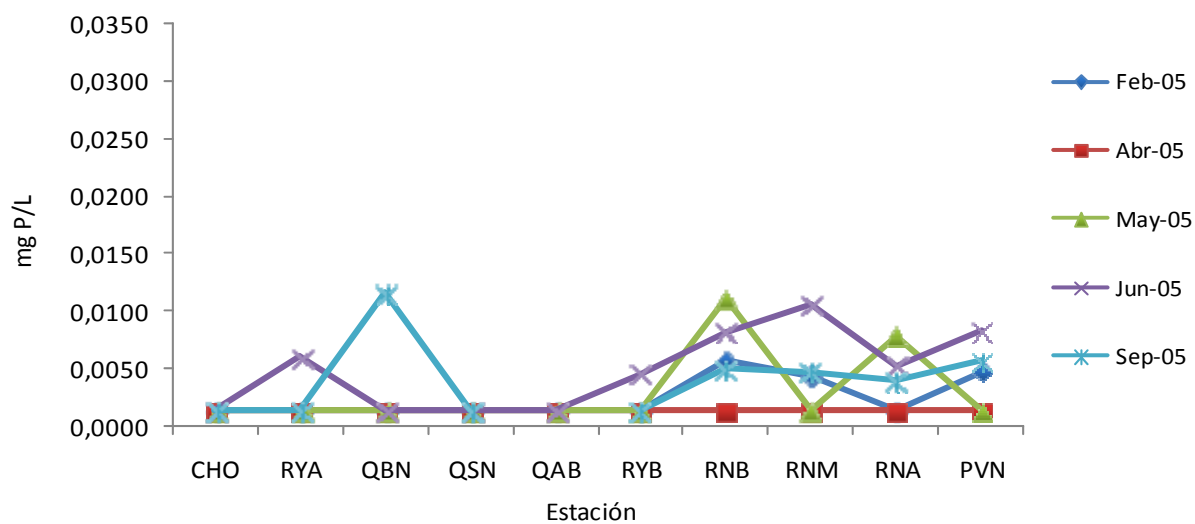 0,0350
0,0300
0,0250
0,0200
0,0150
0,0100
0,0050
0,0000
mg P/L
CHO RYA QBN QSN QAB RYB RNB RNM RNA PVN
Estación
Feb-05
Abr-05
May-05
Jun-05
Sep-05